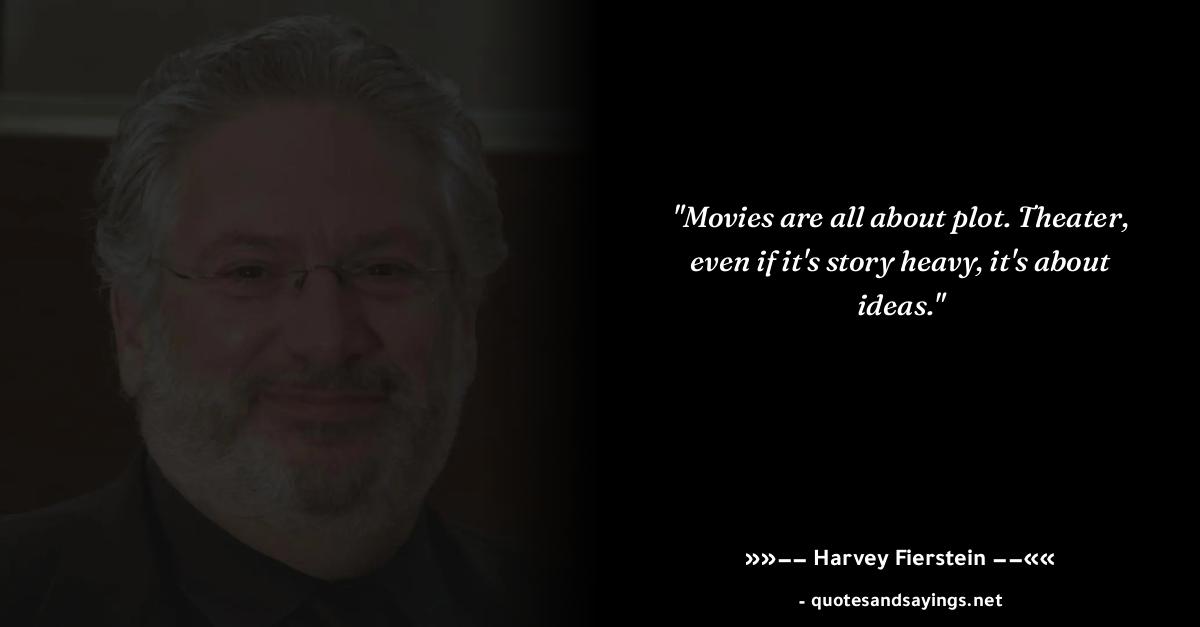 "Movies are all about plot. Theater,
even if it's story heavy, it's about
ideas."
»»−− Harvey Fierstein −−««
- quotesandsayings.net